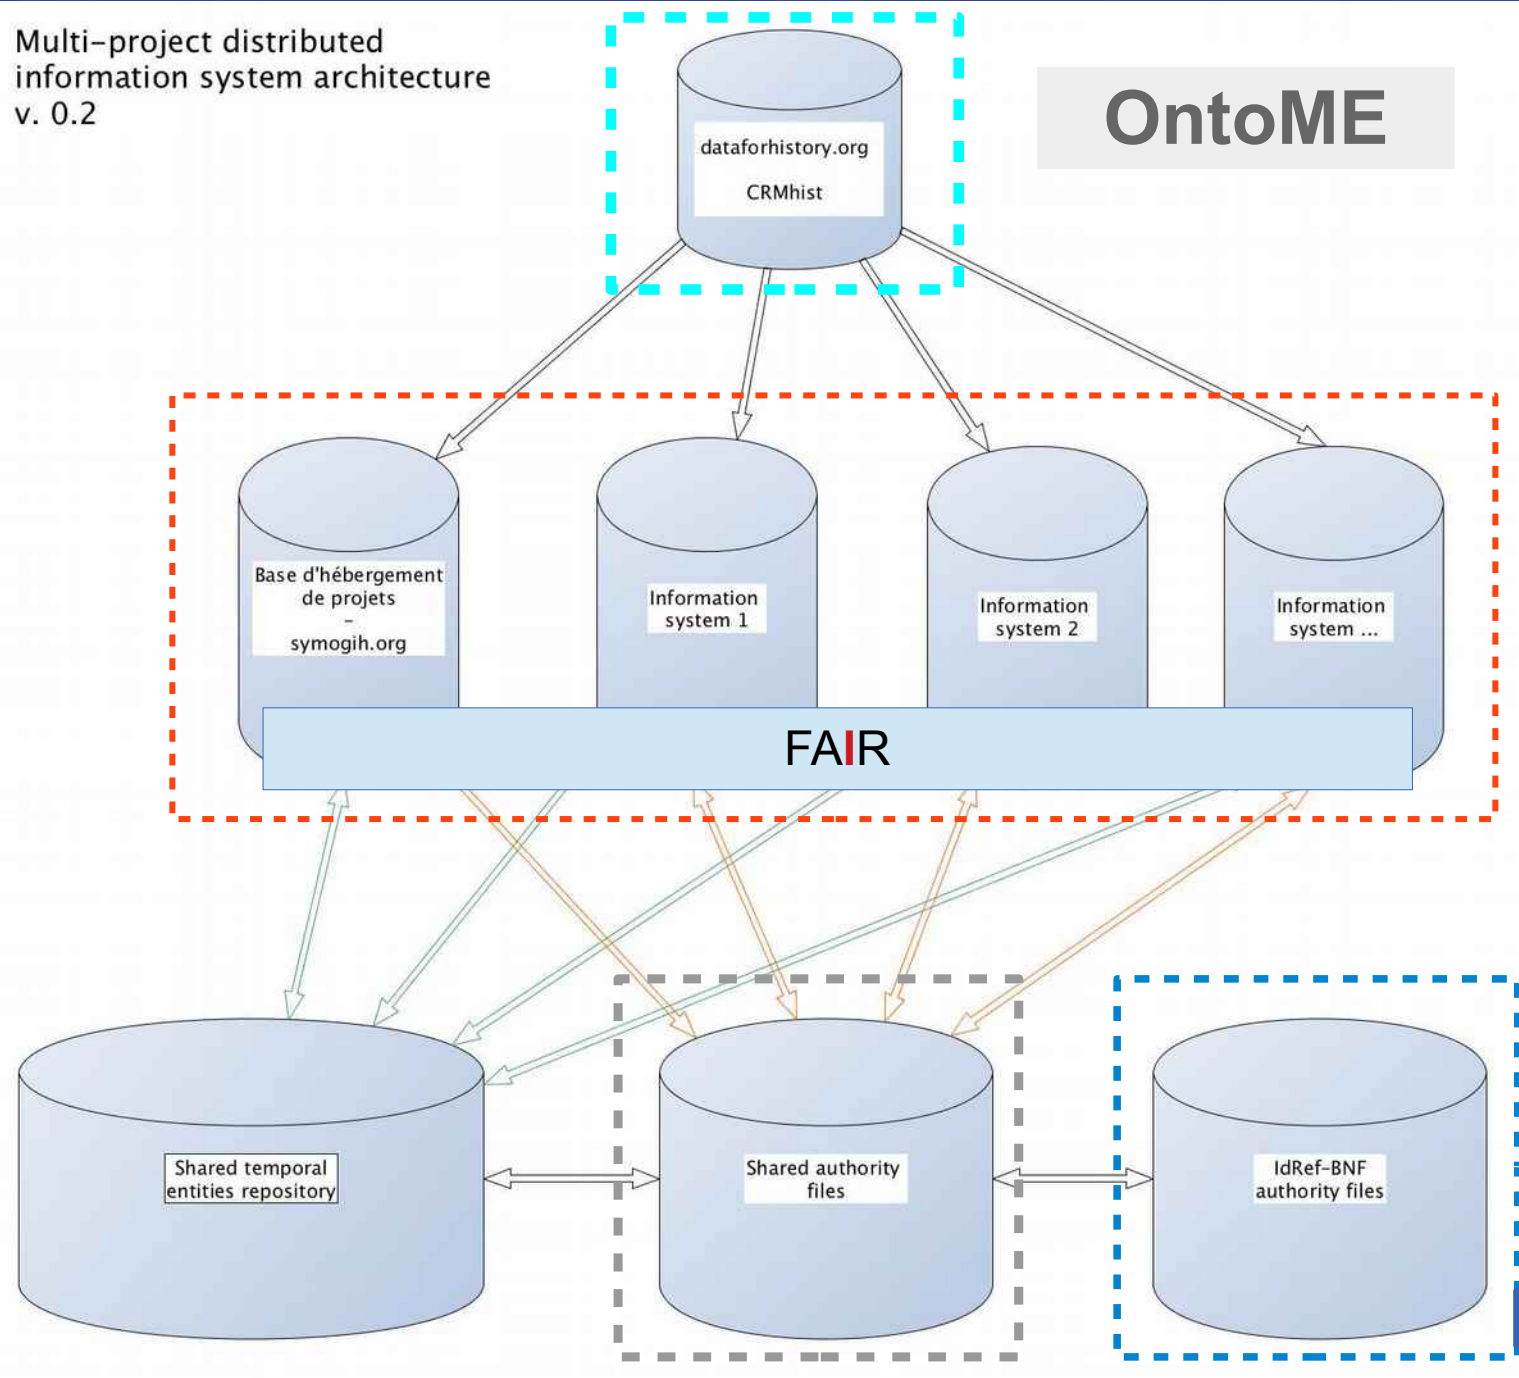 Multi-project distributed
information system architecture
v. 0.2
OntoME
dataforhistory.org
CRMhist
Base d'hébergement
de projets
-
symogih.org
Information
system 1
Information
system 2
Information
system ...
FAIR
Shared temporal
entities repository
Shared authority
files
IdRef-BNF
authority files